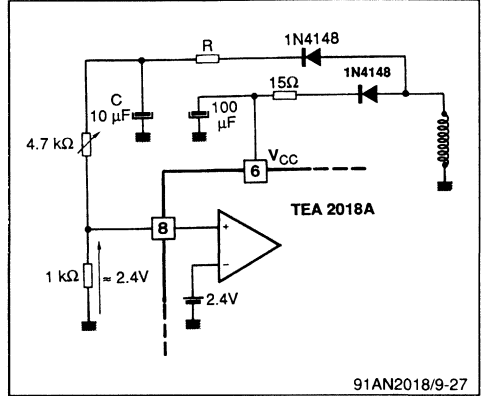 1N4148
R
1N4148
15Ω
C
10 µF
100 µF
4.7 kΩ
VCC
6
TEA 2018A
8
+
−
1 kΩ
≈ 2.4V
2.4V
91AN2018/9-27